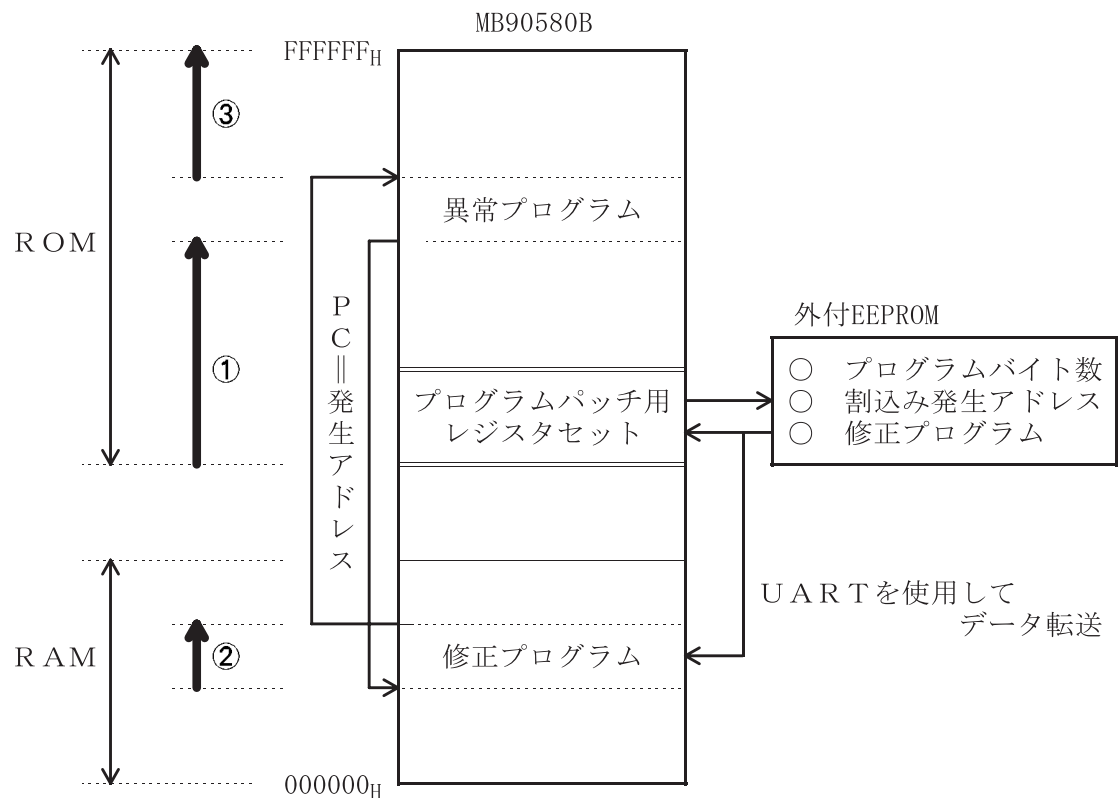 MB90580B
FFFFFFH
③
異常プログラム
ROM
PC＝発生アドレス
①
外付EEPROM
○ プログラムバイト数
○ 割込み発生アドレス
○ 修正プログラム
プログラムパッチ用
レジスタセット
UARTを使用して
データ転送
RAM
②
修正プログラム
000000H